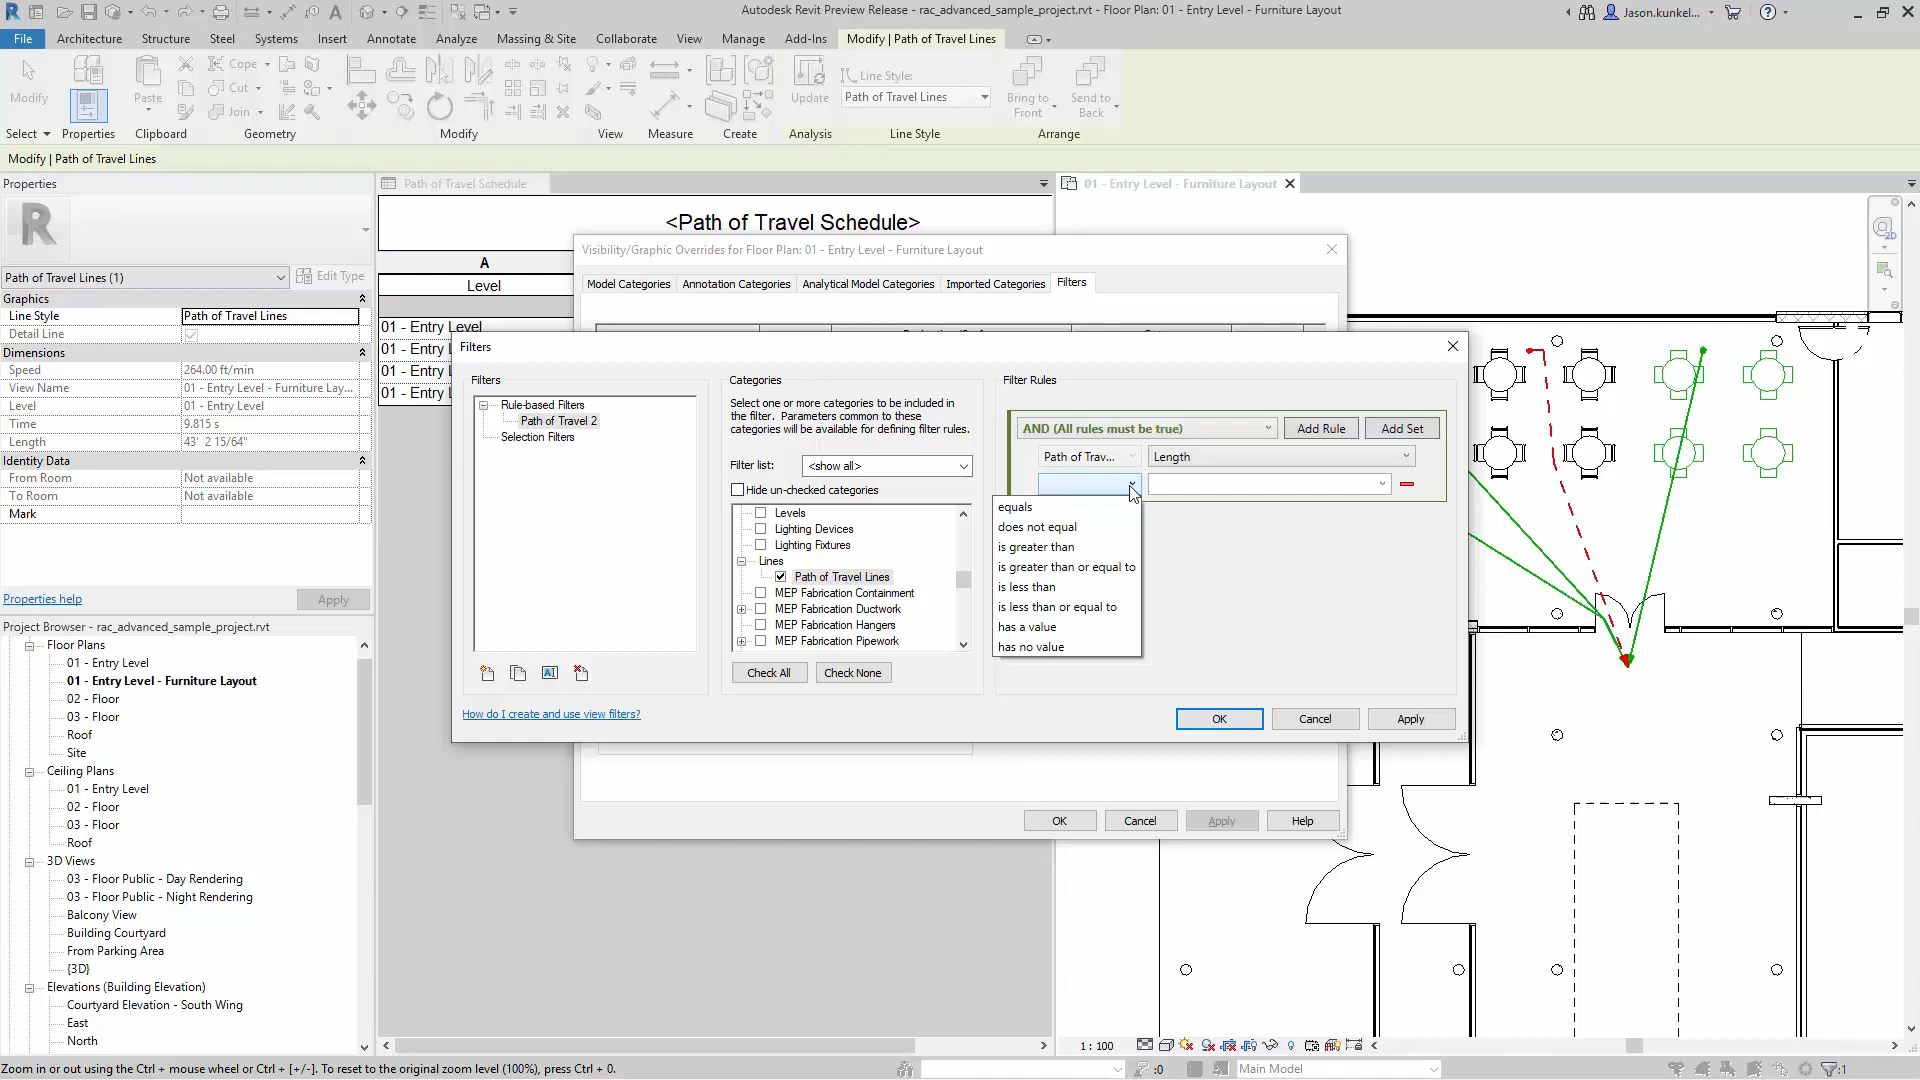 Autodesk Revit Preview Release - rac_advanced_sample_project.rvt - Floor Plan: 01 - Entry Level - Furniture Layout
Jason.kunkel...
File Architecture Structure Steel Systems Insert Annotate Analyze Massing & Site Collaborate View Manage Add-Ins Modify | Path of Travel Lines
Cope
Cut
Join
Modify
Paste
Update
Line Style:
Path of Travel Lines
Bring to Front
Send to Back
Select Properties Clipboard Geometry Modify View Measure Create Analysis Line Style Arrange
Modify | Path of Travel Lines
Properties
Path of Travel Lines (1)
Edit Type
Graphics
Line Style Path of Travel Lines
Detail Line
Dimensions
Speed 264.00 ft/min
View Name 01 - Entry Level - Furniture Lay...
Level 01 - Entry Level
Time 9.815 s
Length 43' 2 15/64"
Identity Data
From Room Not available
To Room Not available
Mark
Properties help
Apply
Project Browser - rac_advanced_sample_project.rvt
Floor Plans
01 - Entry Level
01 - Entry Level - Furniture Layout
02 - Floor
03 - Floor
Roof
Site
Ceiling Plans
01 - Entry Level
02 - Floor
03 - Floor
Roof
3D Views
03 - Floor Public - Day Rendering
03 - Floor Public - Night Rendering
Balcony View
Building Courtyard
From Parking Area
{3D}
Elevations (Building Elevation)
Courtyard Elevation - South Wing
East
North
Path of Travel Schedule
<Path of Travel Schedule>
A
Level
01 - Entry Level
01 - Entry
01 - Entry
01 - Entry
01 - Entry Level - Furniture Layout
Visibility/Graphic Overrides for Floor Plan: 01 - Entry Level - Furniture Layout
Model Categories Annotation Categories Analytical Model Categories Imported Categories Filters
Filters
Filters
Rule-based Filters
Path of Travel 2
Selection Filters
How do I create and use view filters?
Categories
Select one or more categories to be included in the filter. Parameters common to these categories will be available for defining filter rules.
Filter list: <show all>
Hide un-checked categories
Levels
Lighting Devices
Lighting Fixtures
Lines
Path of Travel Lines
MEP Fabrication Containment
MEP Fabrication Ductwork
MEP Fabrication Hangers
MEP Fabrication Pipework
Check All Check None
Filter Rules
AND (All rules must be true) Add Rule Add Set
Path of Trav... Length
equals
does not equal
is greater than
is greater than or equal to
is less than
is less than or equal to
has a value
has no value
OK Cancel Apply
OK Cancel Apply Help
1 : 100
Zoom in or out using the Ctrl + mouse wheel or Ctrl + [+/-]. To reset to the original zoom level (100%), press Ctrl + 0.
:0
Main Model
:1